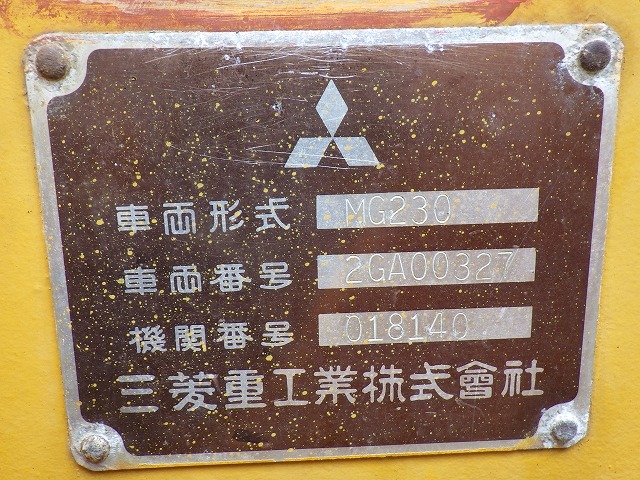 車両形式 MG230
車両番号 2GA00327
機関番号 018140
三菱重工業株式會社